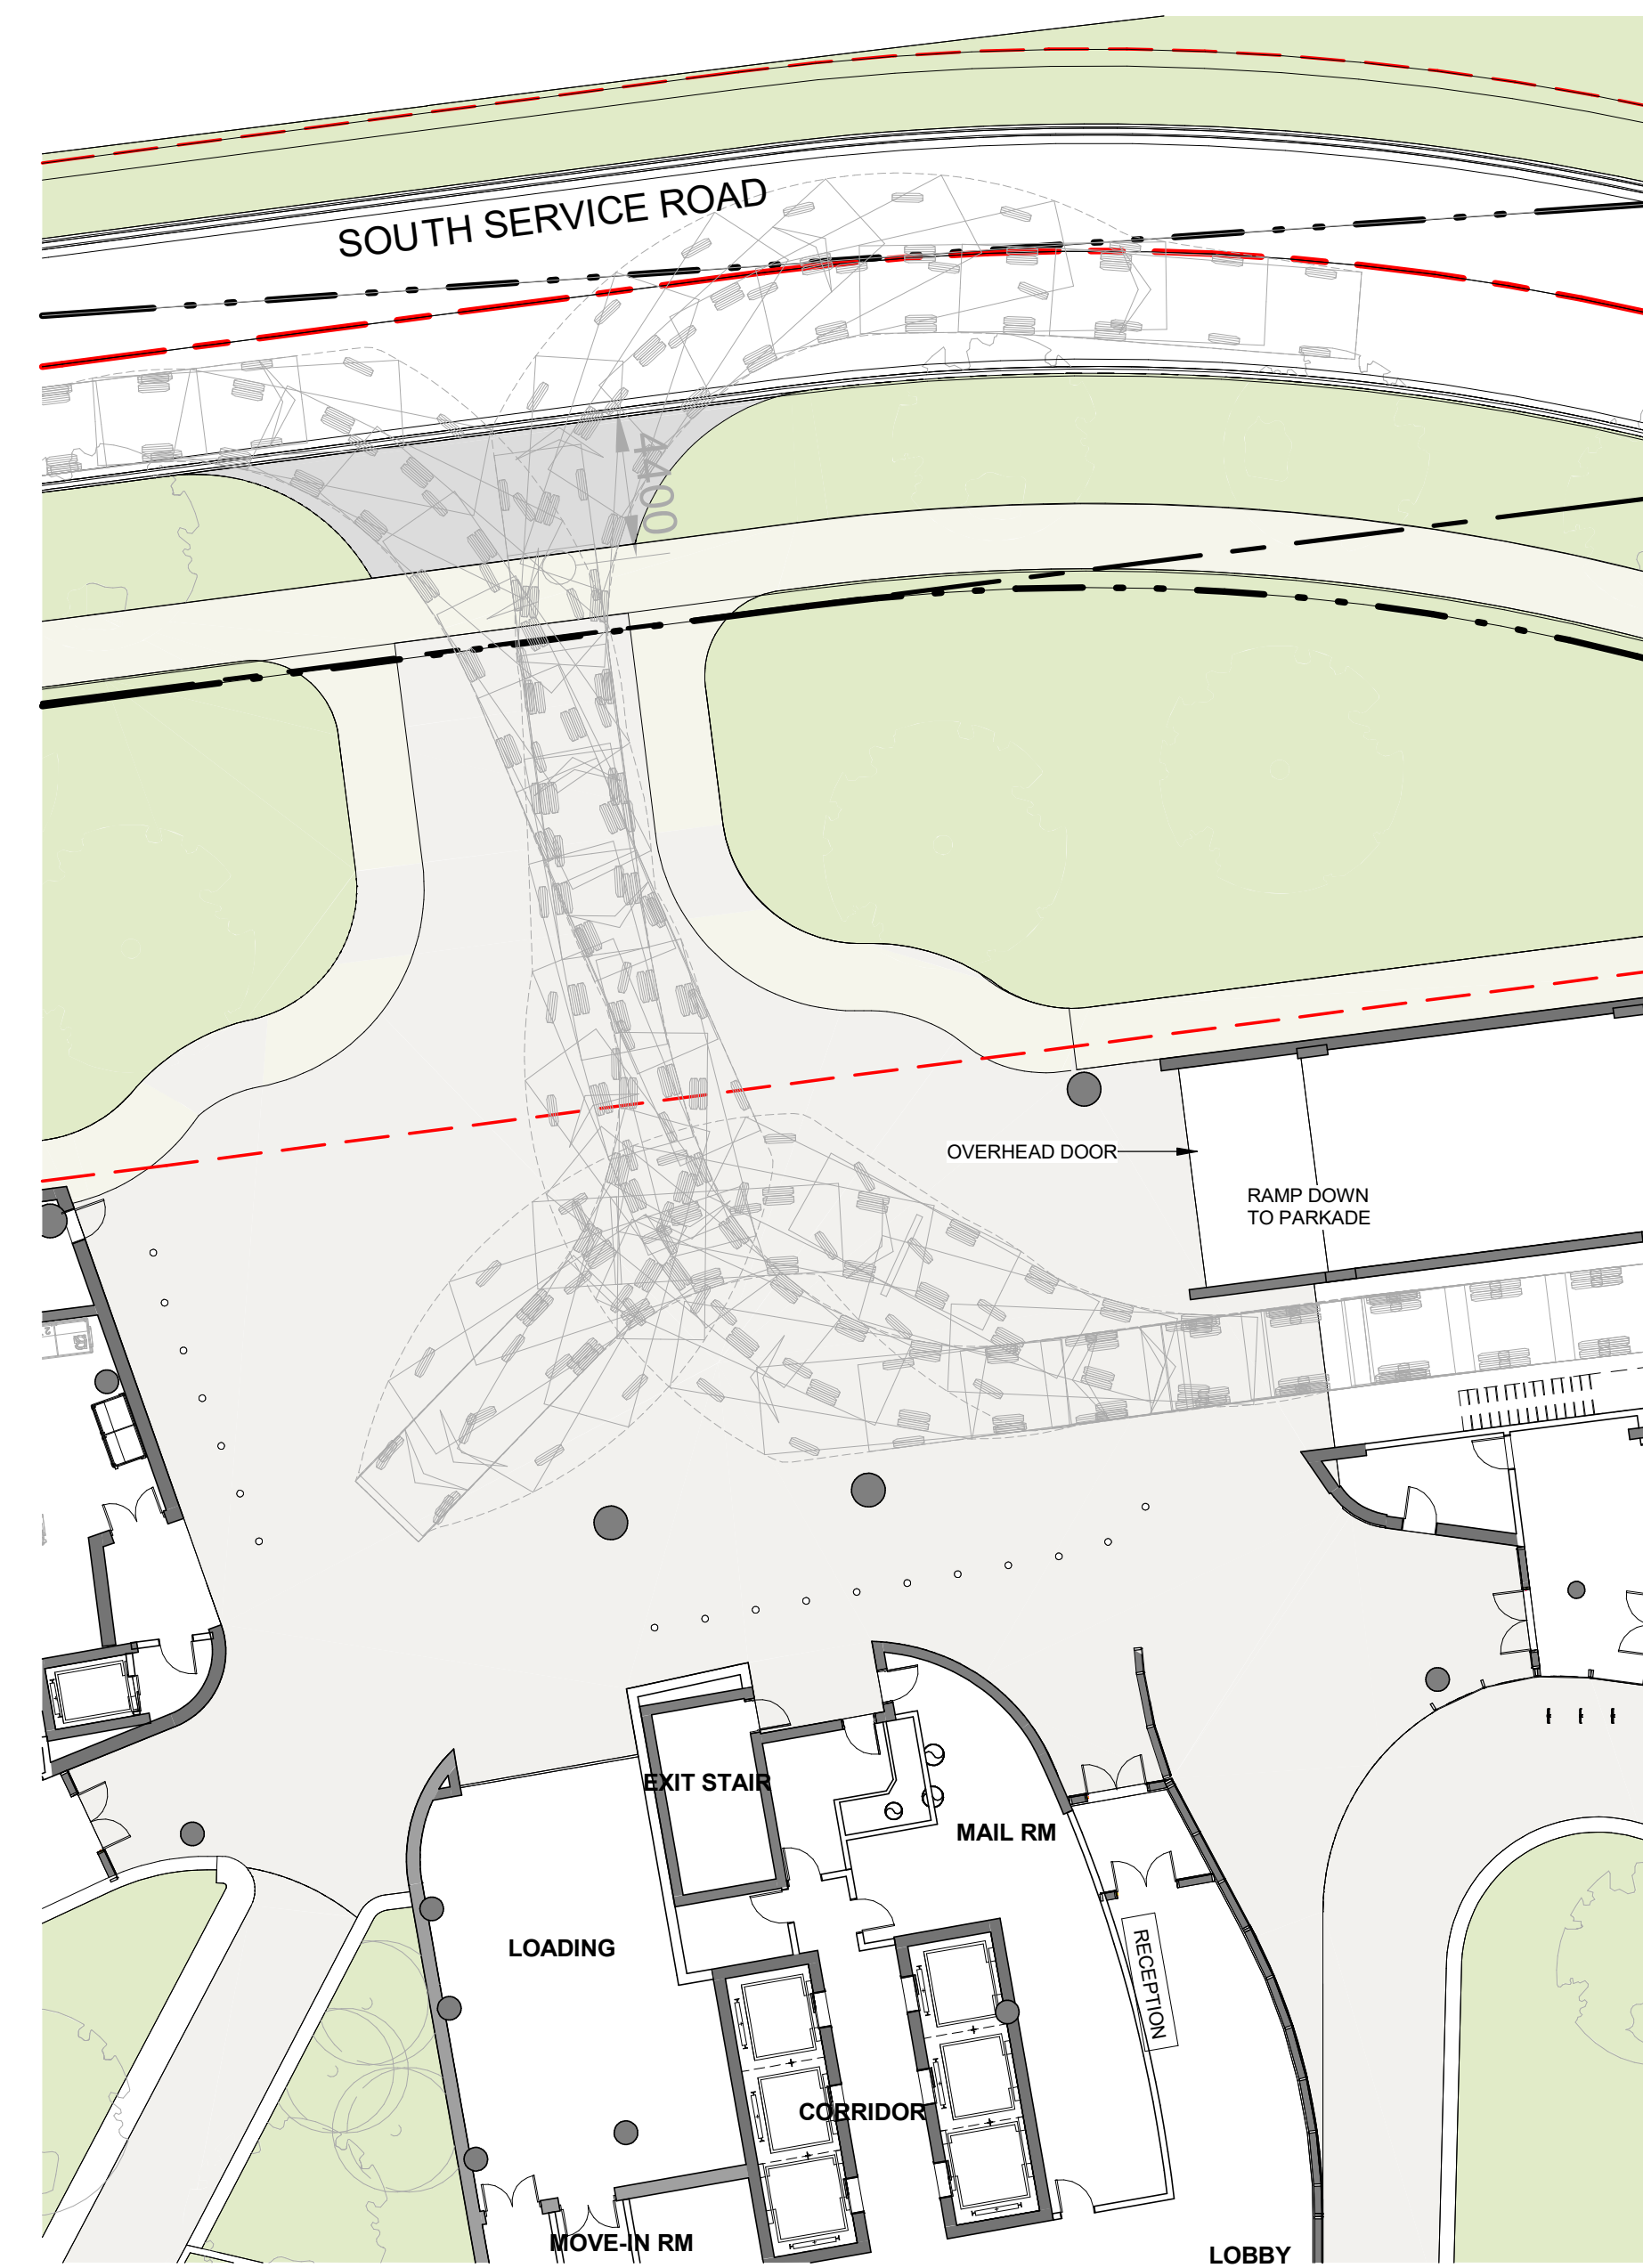 SOUTH SERVICE ROAD
4400
OVERHEAD DOOR
RAMP DOWN
TO PARKADE
EXIT STAIR
MAIL RM
LOADING
RECEPTION
CORRIDOR
MOVE-IN RM
LOBBY